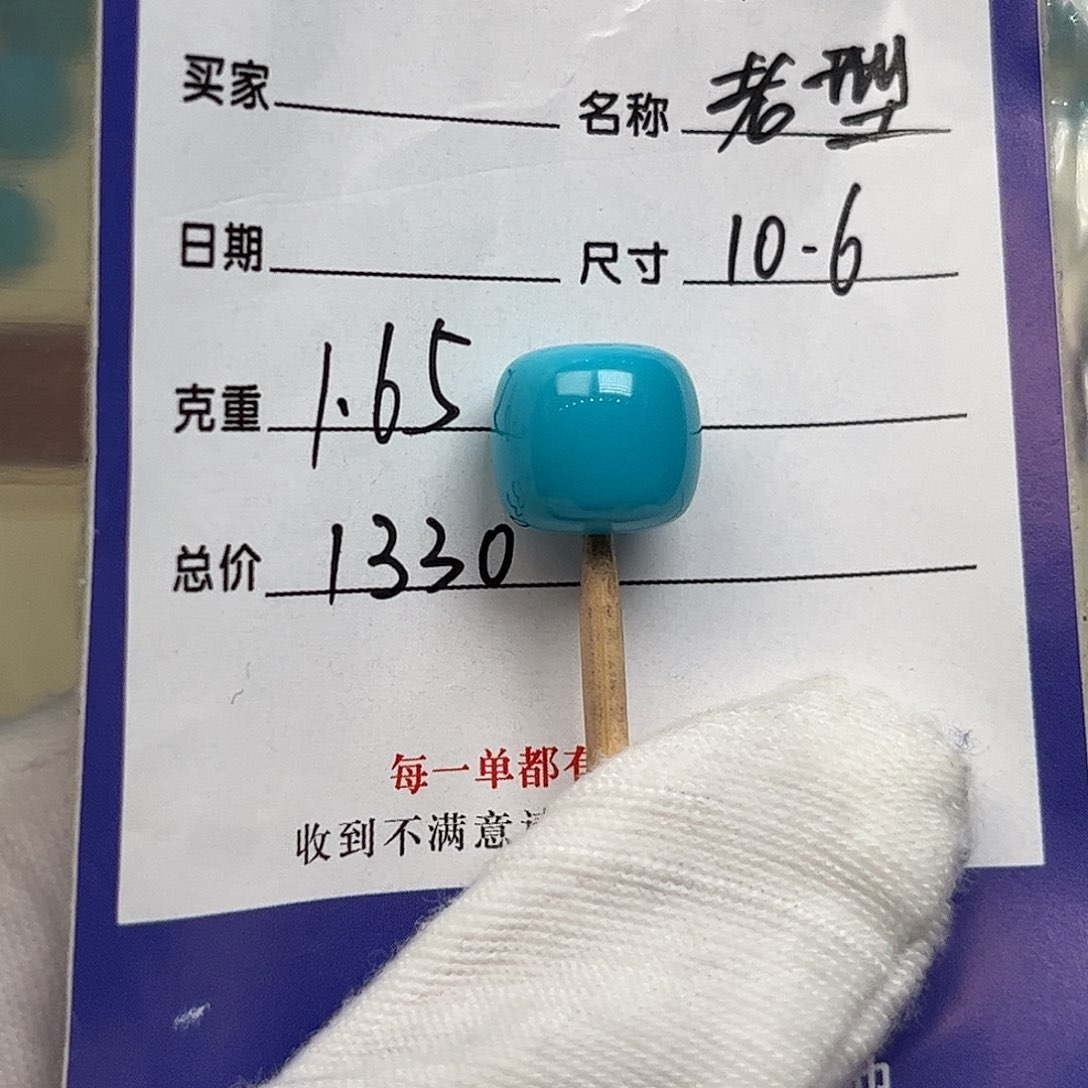 买家 名称 老型
日期 尺寸 10-6
克重 1.65
总价 1330
每一单都有
收到不满意请